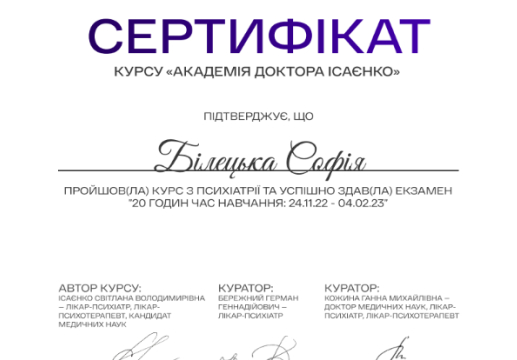 СЕРТИФІКАТ
КУРСУ «АКАДЕМІЯ ДОКТОРА ІСАЄНКО»
ПІДТВЕРДЖУЄ, ЩО
Білецька Софія
ПРОЙШОВ(ЛА) КУРС З ПСИХІАТРІЇ ТА УСПІШНО ЗДАВ(ЛА) ЕКЗАМЕН
"20 ГОДИН ЧАС НАВЧАННЯ: 24.11.22 - 04.02.23"
АВТОР КУРСУ:
ІСАЄНКО СВІТЛАНА ВОЛОДИМИРІВНА
– ЛІКАР-ПСИХІАТР, ЛІКАР-
ПСИХОТЕРАПЕВТ, КАНДИДАТ
МЕДИЧНИХ НАУК
КУРАТОР:
БЕРЕЖНИЙ ГЕРМАН
ГЕННАДІЙОВИЧ –
ЛІКАР-ПСИХІАТР
КУРАТОР:
КОЖИНА ГАННА МИХАЙЛІВНА –
ДОКТОР МЕДИЧНИХ НАУК, ЛІКАР-
ПСИХІАТР, ЛІКАР-ПСИХОТЕРАПЕВТ